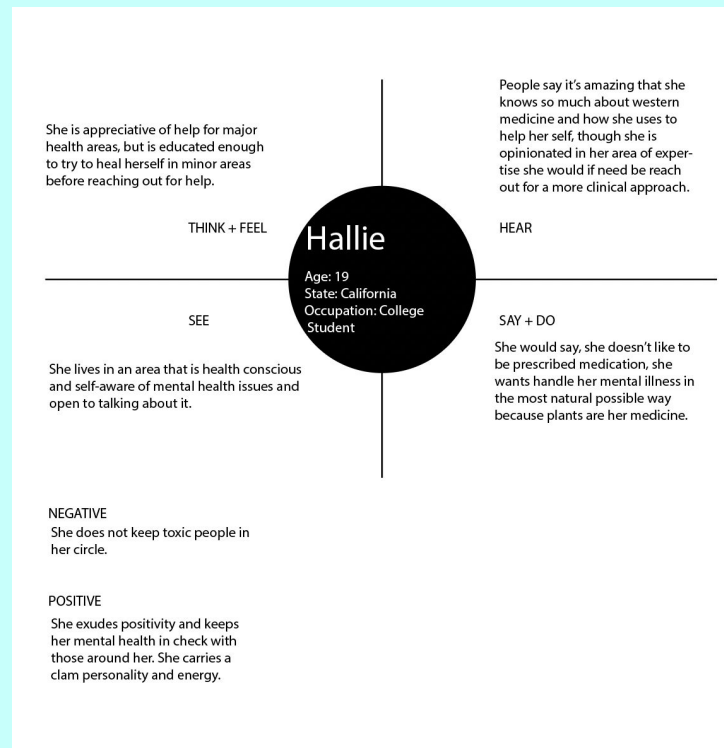 She is appreciative of help for major
health areas, but is educated enough
to try to heal herself in minor areas
before reaching out for help.
THINK + FEEL
People say it's amazing that she
knows so much about western
medicine and how she uses to
help her self, though she is
opinionated in her area of exper-
tise she would if need be reach
out for a more clinical approach.
HEAR
Hallie
Age: 19
State: California
Occupation: College
Student
SEE
She lives in an area that is health conscious
and self-aware of mental health issues and
open to talking about it.
SAY + DO
She would say, she doesn't like to
be prescribed medication, she
wants handle her mental illness in
the most natural possible way
because plants are her medicine.
NEGATIVE
She does not keep toxic people in
her circle.
POSITIVE
She exudes positivity and keeps
her mental health in check with
those around her. She carries a
clam personality and energy.